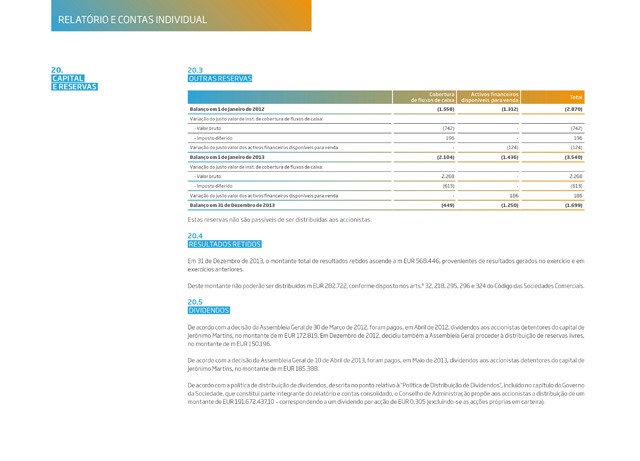 RELATÓRIO E CONTAS INDIVIDUAL
20.
CAPITAL
E RESERVAS
20.3
OUTRAS RESERVAS
Cobertura de fluxos de caixa | Activos financeiros disponíveis para venda | Total
Balanço em 1 de janeiro de 2012 (1.558) (1.312) (2.870)
Variação do justo valor de inst. de cobertura de fluxos de caixa:
- Valor bruto (742) - (742)
- Imposto diferido 196 - 196
Variação do justo valor dos activos financeiros disponíveis para venda - (124) (124)
Balanço em 1 de janeiro de 2013 (2.104) (1.436) (3.540)
Variação do justo valor de inst. de cobertura de fluxos de caixa:
- Valor bruto 2.268 - 2.268
- Imposto diferido (613) - (613)
Variação do justo valor dos activos financeiros disponíveis para venda - 186 186
Balanço em 31 de Dezembro de 2013 (449) (1.250) (1.699)
Estas reservas não são passíveis de ser distribuídas aos accionistas.
20.4
RESULTADOS RETIDOS
Em 31 de Dezembro de 2013, o montante total de resultados retidos ascende a m EUR 568.446, provenientes de resultados gerados no exercício e em
exercícios anteriores.
Deste montante não poderão ser distribuídos m EUR 282.722, conforme disposto nos arts.º 32, 218, 295, 296 e 324 do Código das Sociedades Comerciais.
20.5
DIVIDENDOS
De acordo com a decisão da Assembleia Geral de 30 de Março de 2012, foram pagos, em Abril de 2012, dividendos aos accionistas detentores do capital de
Jerónimo Martins, no montante de m EUR 172.819. Em Dezembro de 2012, decidiu também a Assembleia Geral proceder à distribuição de reservas livres,
no montante de m EUR 150.196.
De acordo com a decisão da Assembleia Geral de 10 de Abril de 2013, foram pagos, em Maio de 2013, dividendos aos accionistas detentores do capital de
Jerónimo Martins, no montante de m EUR 185.388.
De acordo com a política de distribuição de dividendos, descrita no ponto relativo à "Política de Distribuição de Dividendos", incluído no capítulo do Governo
da Sociedade, que constitui parte integrante do relatório e contas consolidado, o Conselho de Administração propõe aos accionistas a distribuição de um
montante de EUR 191.672.437,10 – correspondendo a um dividendo por acção de EUR 0,305 (excluindo-se as acções próprias em carteira).